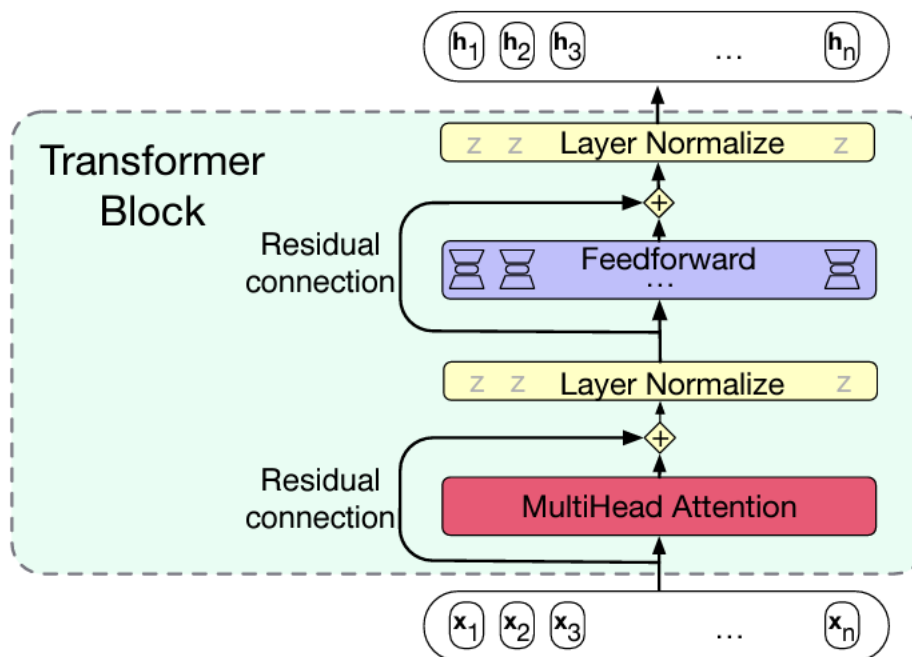 h1 h2 h3 ... hn
Transformer
Block
z z Layer Normalize z
+
Residual
connection
Feedforward
...
z z Layer Normalize z
+
Residual
connection
MultiHead Attention
x1 x2 x3 ... xn